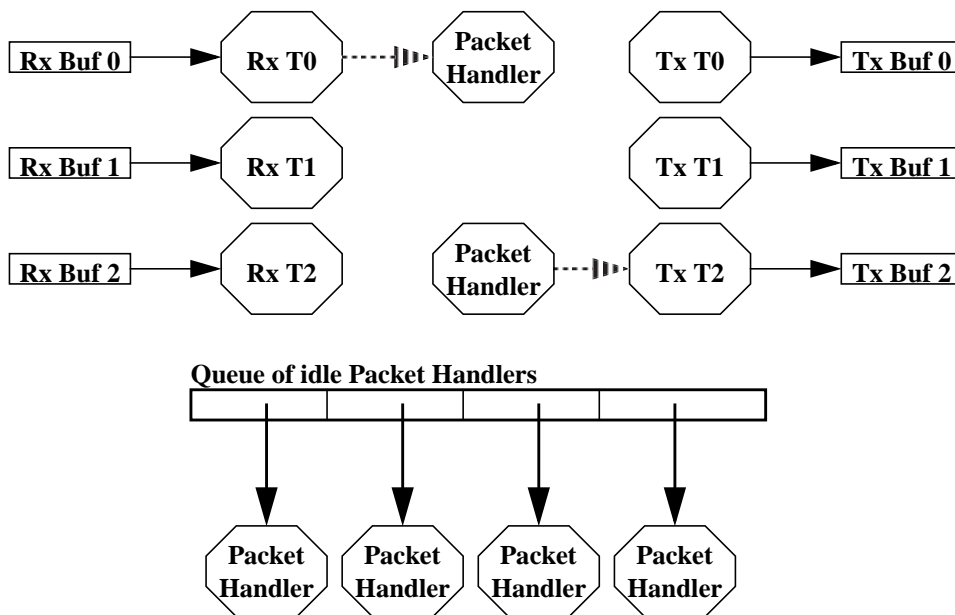 Rx Buf 0
Rx T0
Packet
Handler
Tx T0
Tx Buf 0
Rx Buf 1
Rx T1
Tx T1
Tx Buf 1
Rx Buf 2
Rx T2
Packet
Handler
Tx T2
Tx Buf 2
Queue of idle Packet Handlers
Packet
Handler
Packet
Handler
Packet
Handler
Packet
Handler